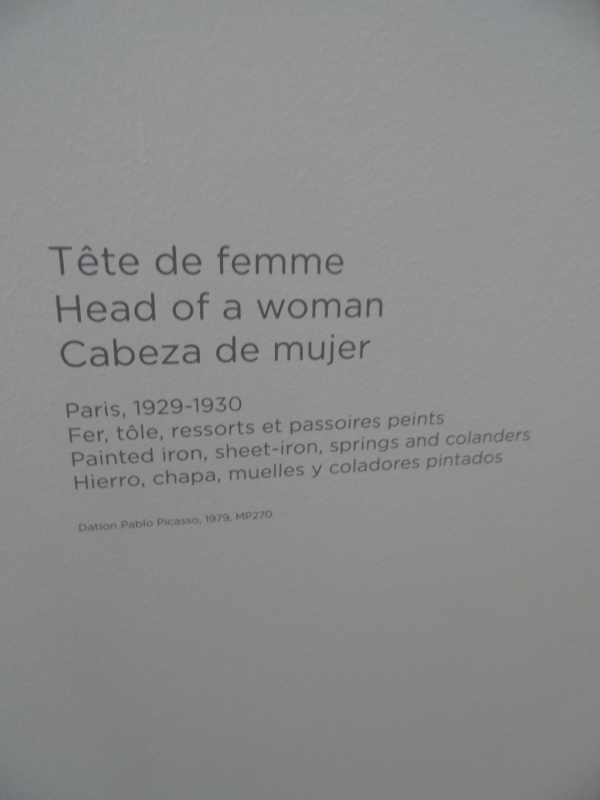 Tête de femme
Head of a woman
Cabeza de mujer
Paris, 1929-1930
Fer, tôle, ressorts et passoires peints
Painted iron, sheet-iron, springs and colanders
Hierro, chapa, muelles y coladores pintados
Dation Pablo Picasso, 1979, MP270